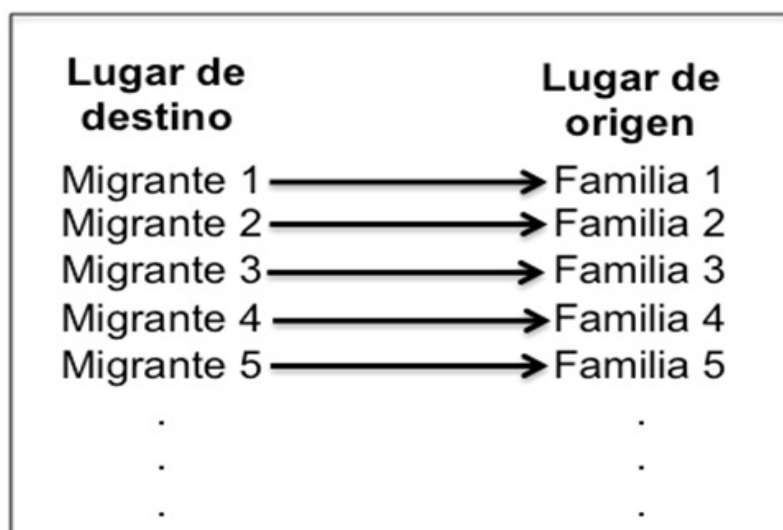 Lugar de destino
Lugar de origen
Migrante 1 Familia 1
Migrante 2 Familia 2
Migrante 3 Familia 3
Migrante 4 Familia 4
Migrante 5 Familia 5
. .
. .
. .